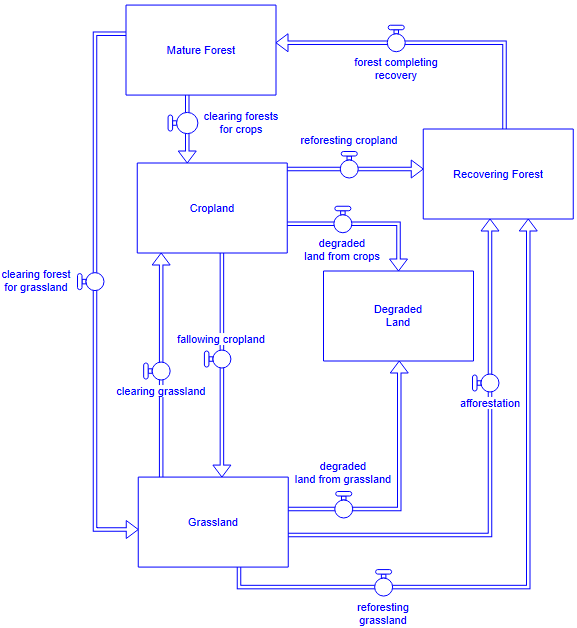 Mature Forest
forest completing
recovery
clearing forests
for crops
reforesting cropland
Recovering Forest
Cropland
degraded
land from crops
clearing forest
for grassland
Degraded
Land
fallowing cropland
clearing grassland
afforestation
degraded
land from grassland
Grassland
reforesting
grassland